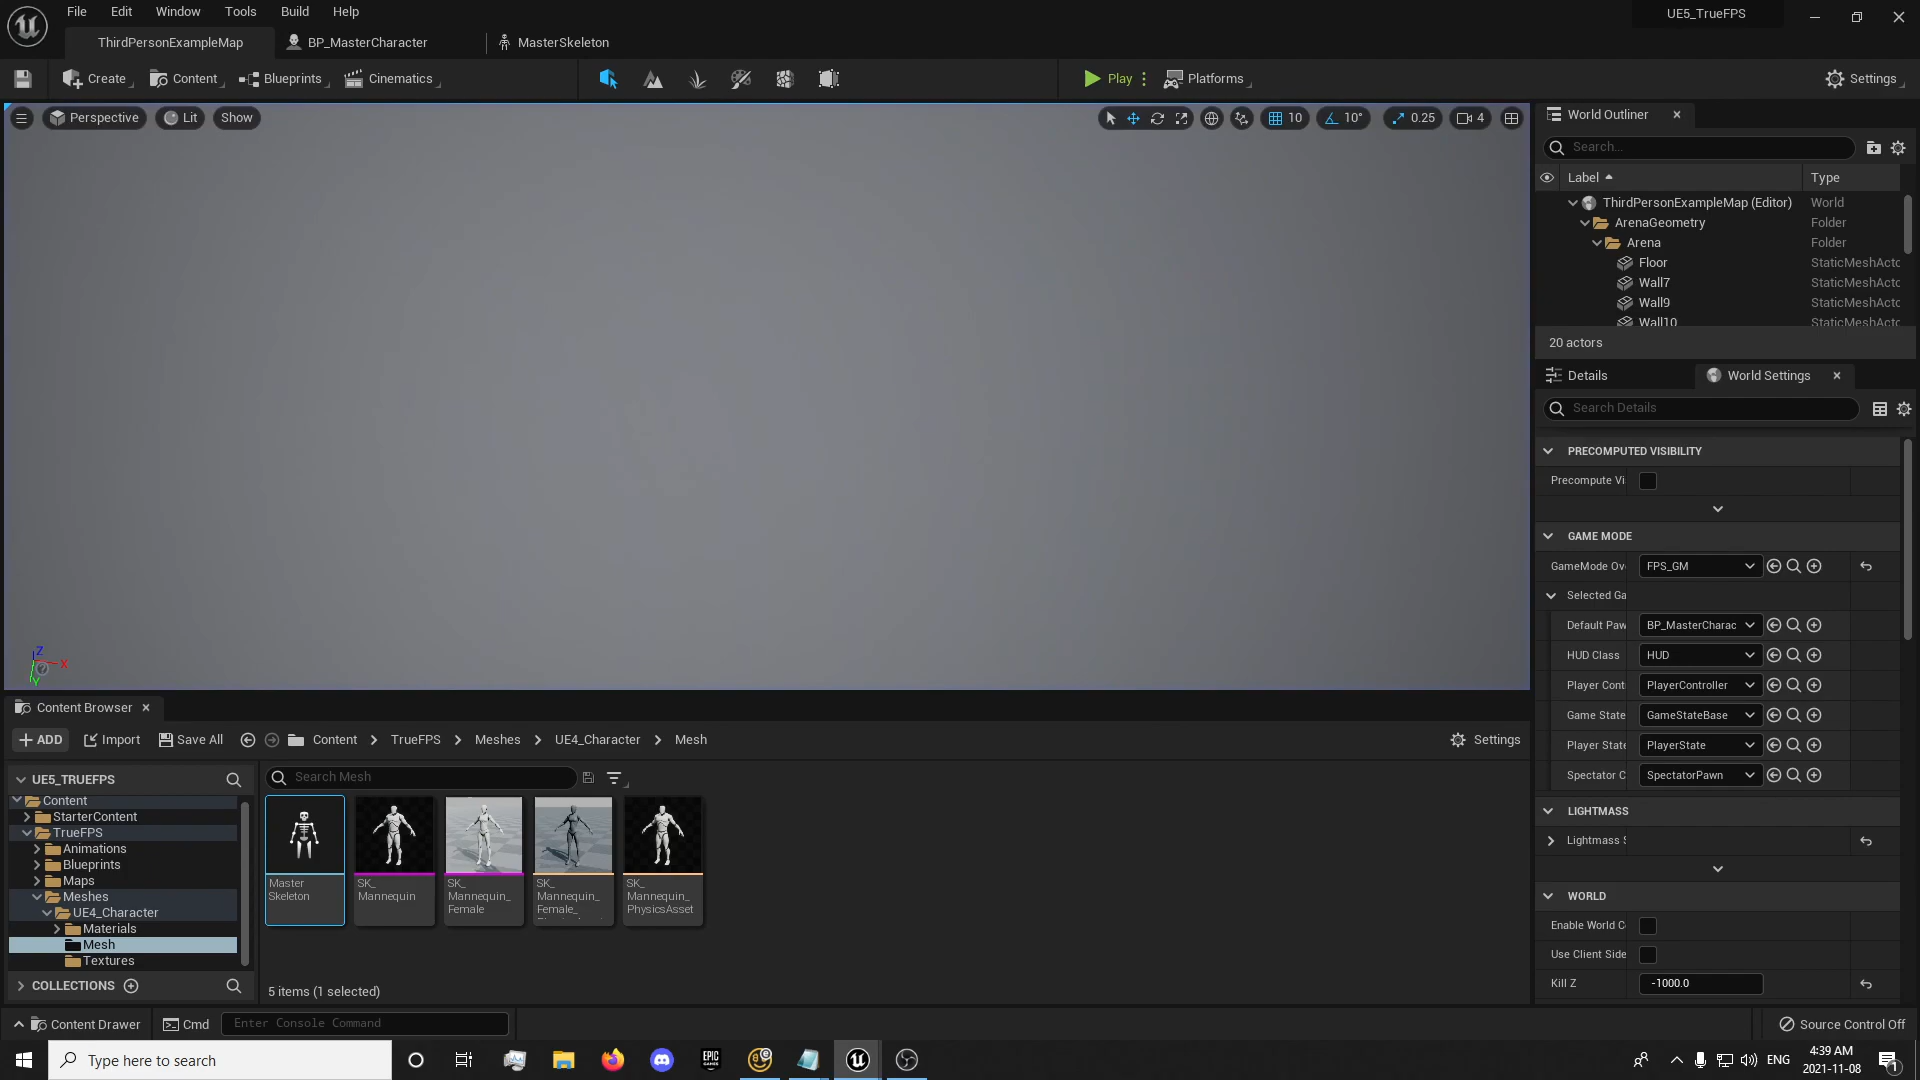 File Edit Window Tools Build Help
UE5_TrueFPS
ThirdPersonExampleMap BP_MasterCharacter MasterSkeleton
Create Content Blueprints Cinematics Play Platforms Settings
Perspective Lit Show 10 10° 0.25 4
World Outliner
Search...
Label Type
ThirdPersonExampleMap (Editor) World
ArenaGeometry Folder
Arena Folder
Floor StaticMeshActo
Wall7 StaticMeshActo
Wall9 StaticMeshActo
Wall10 StaticMeshActo
20 actors
Details World Settings
Search Details
PRECOMPUTED VISIBILITY
Precompute Vi
GAME MODE
GameMode Ov FPS_GM
Selected Ga
Default Paw BP_MasterCharac
HUD Class HUD
Player Cont PlayerController
Game State GameStateBase
Player State PlayerState
Spectator C SpectatorPawn
LIGHTMASS
Lightmass S
WORLD
Enable World C
Use Client Side
Kill Z -1000.0
Z
X
Y
Content Browser
ADD Import Save All Content TrueFPS Meshes UE4_Character Mesh Settings
UE5_TRUEFPS
Search Mesh
Content
StarterContent
TrueFPS
Animations
Blueprints
Maps
Meshes
UE4_Character
Materials
Mesh
Textures
Master
Skeleton
SK_
Mannequin
SK_
Mannequin_
Female
SK_
Mannequin_
Female_
SK_
Mannequin_
PhysicsAsset
COLLECTIONS
5 items (1 selected)
Content Drawer Cmd Enter Console Command Source Control Off
Type here to search
EPIC
GAMES
ENG
4:39 AM
2021-11-08
1